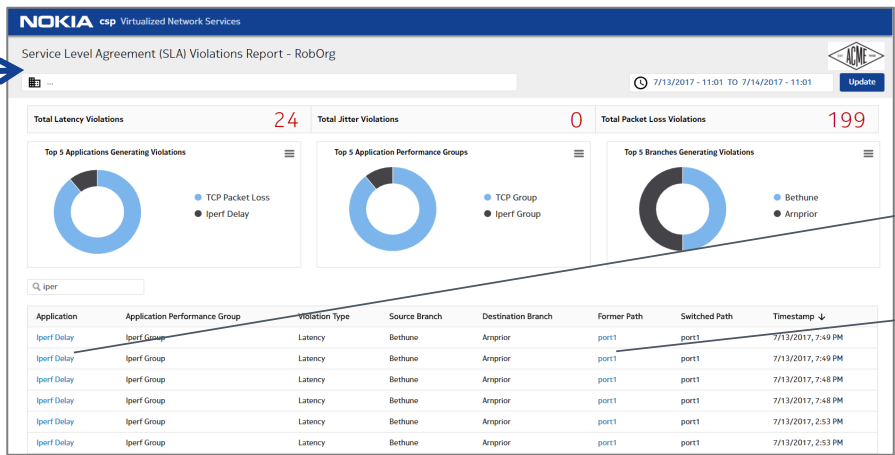 NOKIA csp Virtualized Network Services
Service Level Agreement (SLA) Violations Report - RobOrg
ACME
...
7/13/2017 - 11:01 TO 7/14/2017 - 11:01
Update
Total Latency Violations 24
Total Jitter Violations 0
Total Packet Loss Violations 199
Top 5 Applications Generating Violations
TCP Packet Loss
Iperf Delay
Top 5 Application Performance Groups
TCP Group
Iperf Group
Top 5 Branches Generating Violations
Bethune
Arnprior
iper
Application Application Performance Group Violation Type Source Branch Destination Branch Former Path Switched Path Timestamp ↓
Iperf Delay Iperf Group Latency Bethune Arnprior port1 port1 7/13/2017, 7:49 PM
Iperf Delay Iperf Group Latency Bethune Arnprior port1 port1 7/13/2017, 7:49 PM
Iperf Delay Iperf Group Latency Bethune Arnprior port1 port1 7/13/2017, 7:48 PM
Iperf Delay Iperf Group Latency Bethune Arnprior port1 port1 7/13/2017, 7:48 PM
Iperf Delay Iperf Group Latency Bethune Arnprior port1 port1 7/13/2017, 2:53 PM
Iperf Delay Iperf Group Latency Bethune Arnprior port1 port1 7/13/2017, 2:53 PM